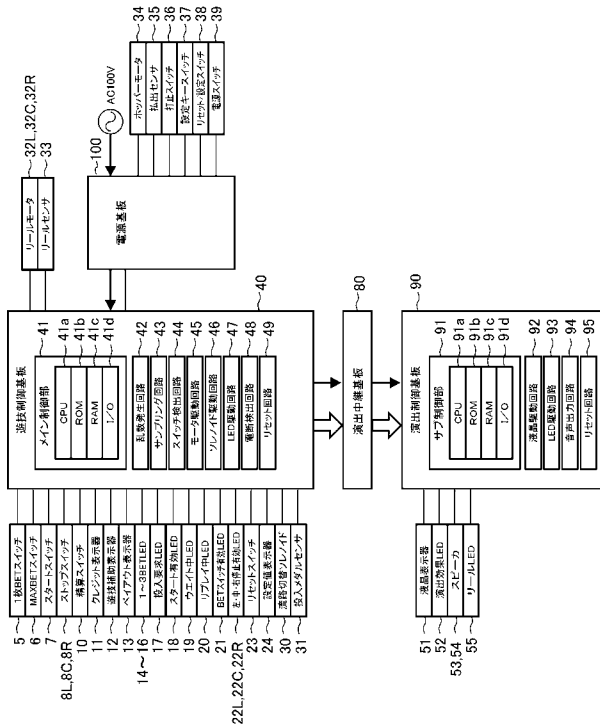 5 1枚BETスイッチ
6 MAXBETスイッチ
7 スタートスイッチ
8L,8C,8R ストップスイッチ
10 精算スイッチ
11 クレジット表示器
12 遊技補助表示器
13 ペイアウト表示器
14～16 1～3BETLED
17 投入要求LED
18 スタート有効LED
19 ウエイト中LED
20 リプレイ中LED
21 BETスイッチ有効LED
22L,22C,22R 左・中・右停止有効LED
23 リセットスイッチ
24 設定値表示器
30 流路切替ソレノイド
31 投入メダルセンサ
遊技制御基板
40
メイン制御部
41
CPU 41a
ROM 41b
RAM 41c
I/O 41d
乱数発生回路 42
サンプリング回路 43
スイッチ検出回路 44
モータ駆動回路 45
ソレノイド駆動回路 46
LED駆動回路 47
電断検出回路 48
リセット回路 49
リールモータ 32L,32C,32R
リールセンサ 33
電源基板
100
AC100V
ホッパーモータ 34
払出センサ 35
打止スイッチ 36
設定キースイッチ 37
リセット/設定スイッチ 38
電源スイッチ 39
演出中継基板
80
演出制御基板
90
サブ制御部
91
CPU 91a
ROM 91b
RAM 91c
I/O 91d
液晶駆動回路 92
LED駆動回路 93
音声出力回路 94
リセット回路 95
51 液晶表示器
52 演出効果LED
53,54 スピーカ
55 リールLED